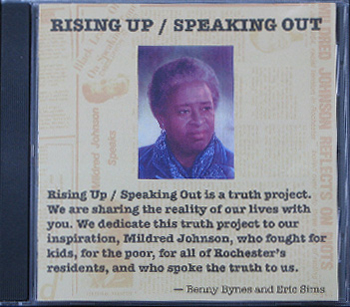 RISING UP / SPEAKING OUT
Mildred Johnson
Speaks
MILDRED JOHNSON
REFLECTS ON
Rising Up / Speaking Out is a truth project.
We are sharing the reality of our lives with
you. We dedicate this truth project to our
inspiration, Mildred Johnson, who fought for
kids, for the poor, for all of Rochester's
residents, and who spoke the truth to us.
— Benny Bynes and Eric Sims